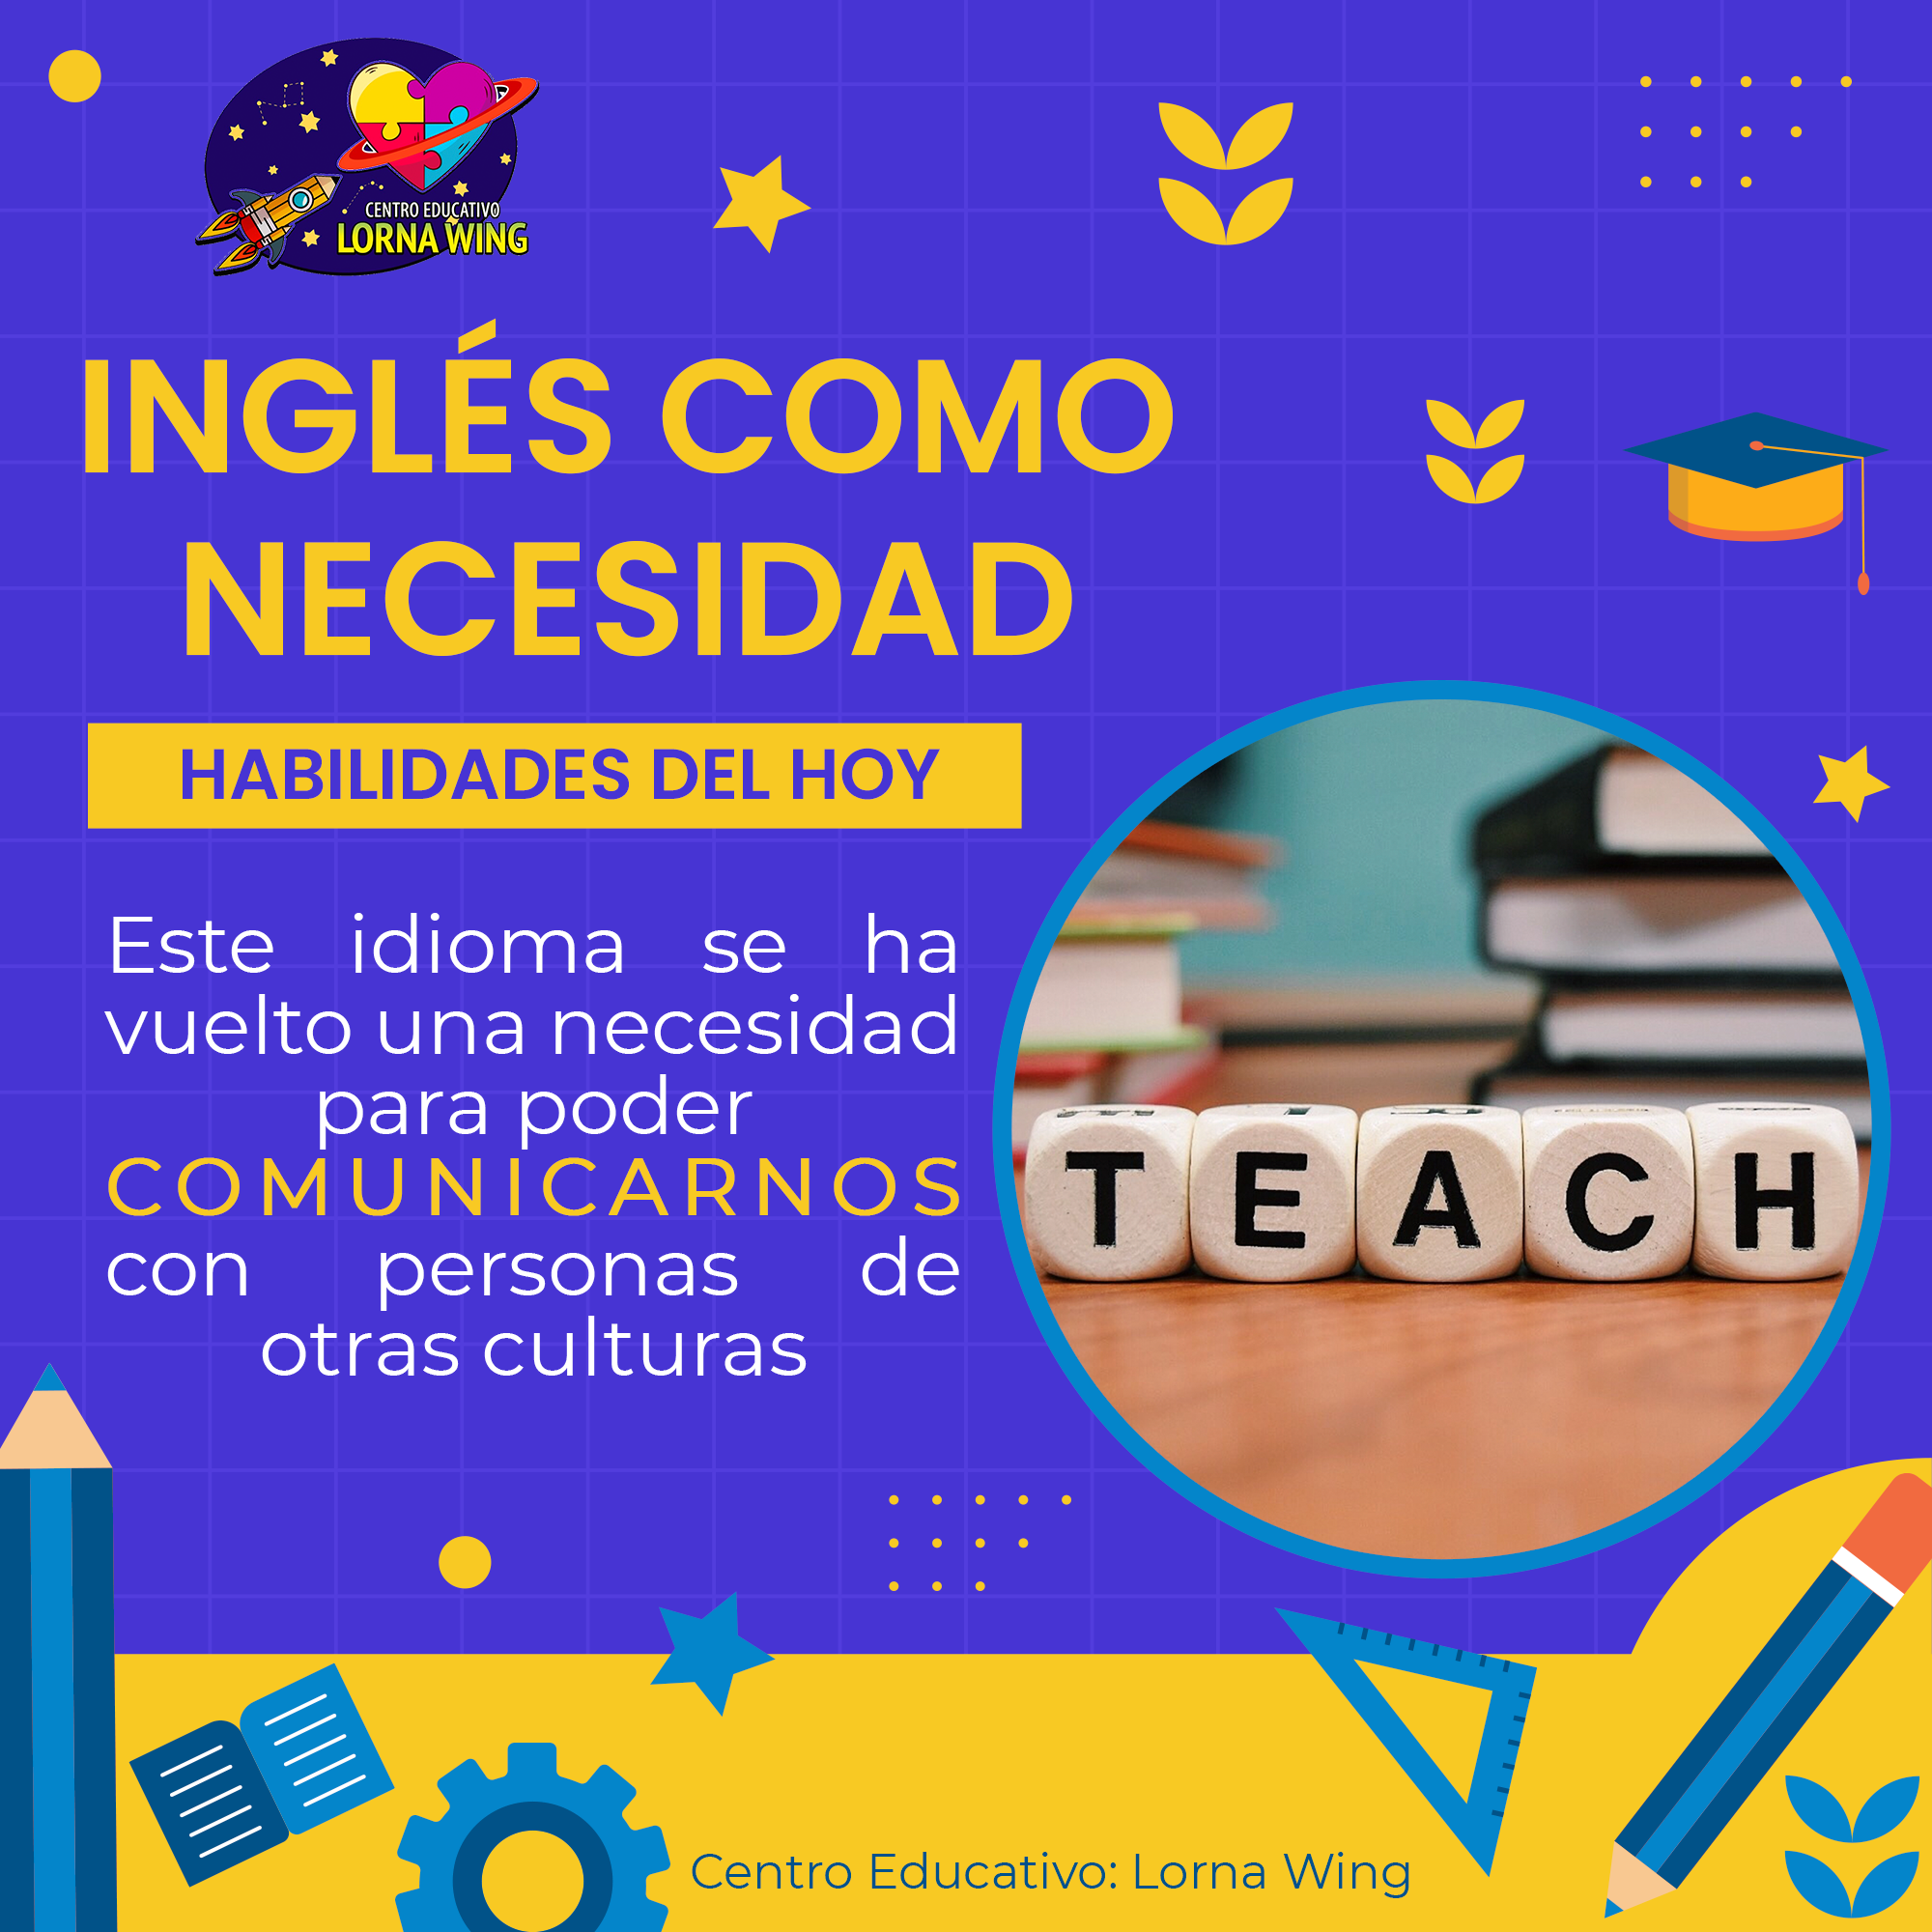 CENTRO EDUCATIVO
LORNA WING
INGLÉS COMO
NECESIDAD
HABILIDADES DEL HOY
Este idioma se ha
vuelto una necesidad
para poder
COMUNICARNOS
con personas de
otras culturas
TEACH
Centro Educativo: Lorna Wing